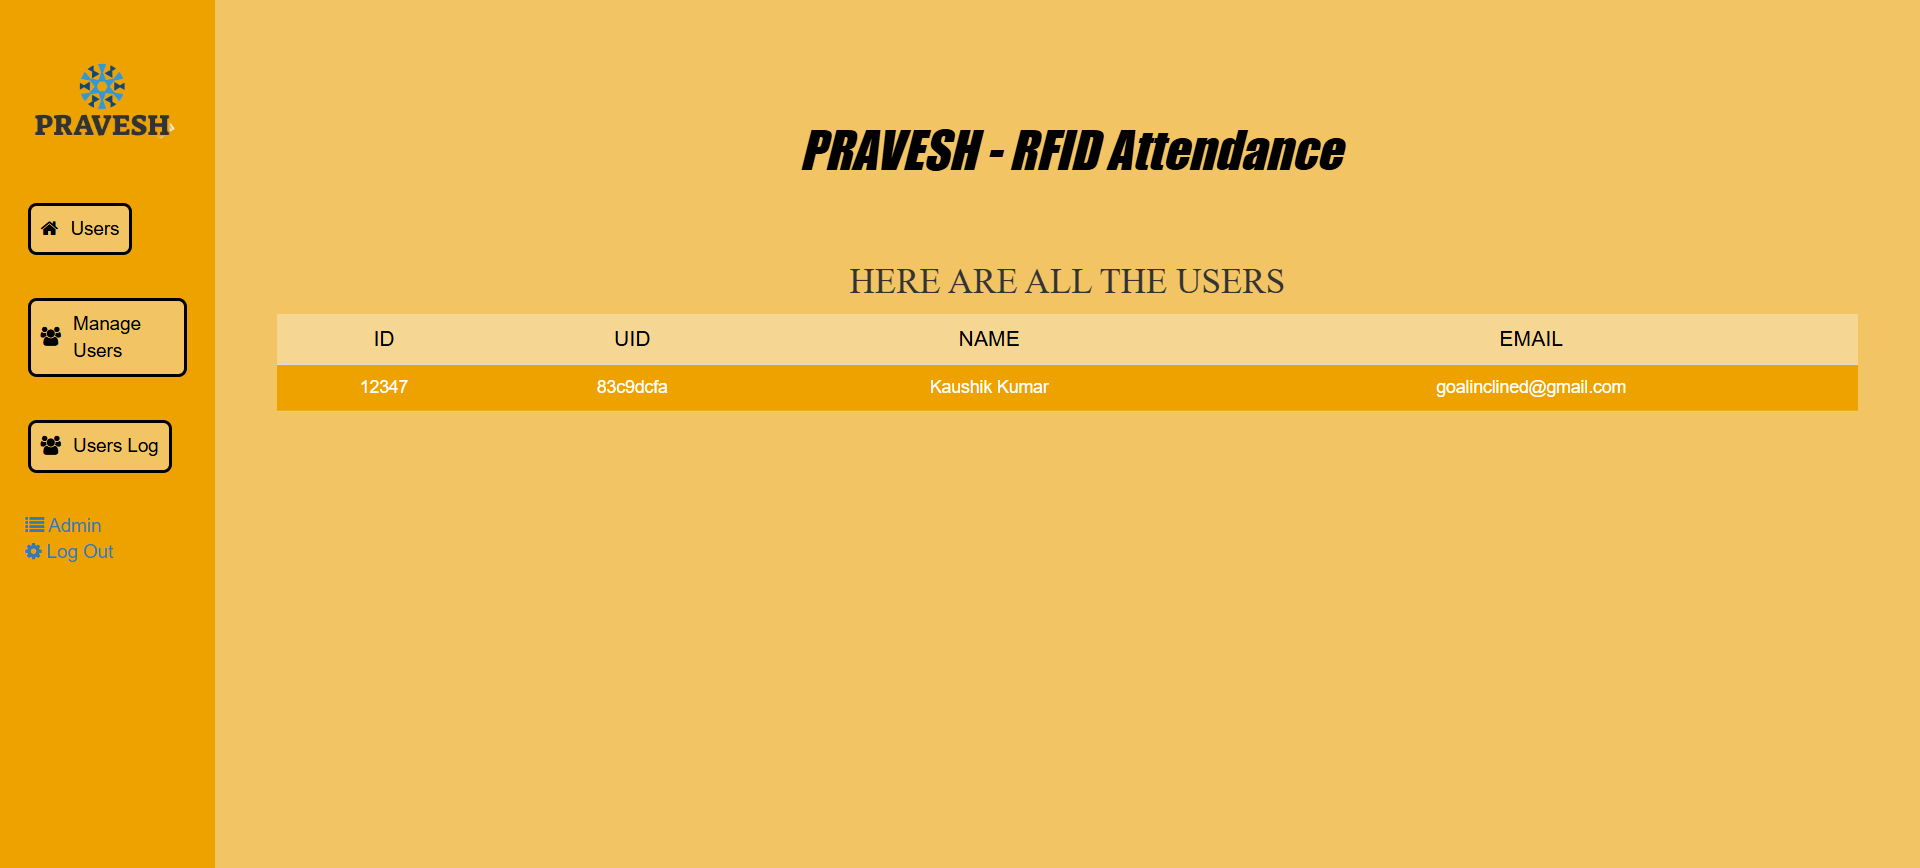 PRAVESH
Users
Manage
Users
Users Log
Admin
Log Out
PRAVESH - RFID Attendance
HERE ARE ALL THE USERS
ID UID NAME EMAIL
12347 83c9dcfa Kaushik Kumar goalinclined@gmail.com